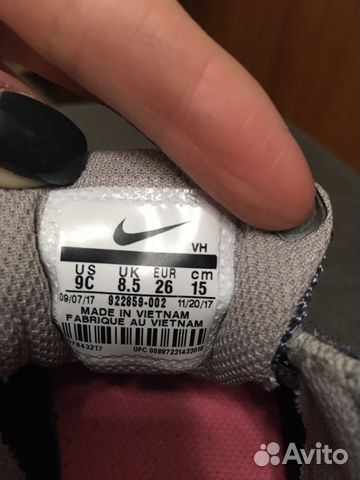 VH
US UK EUR cm
9C 8.5 26 15
09/07/17 922859-002 11/20/17
MADE IN VIETNAM
FABRIQUE AU VIETNAM
Avito